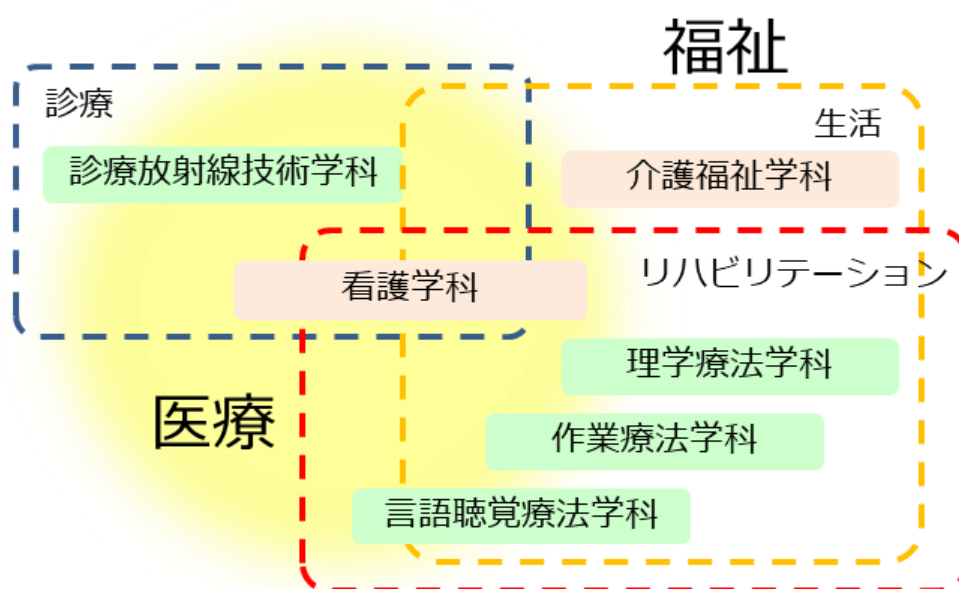 福祉
診療
生活
診療放射線技術学科
介護福祉学科
リハビリテーション
看護学科
理学療法学科
医療
作業療法学科
言語聴覚療法学科